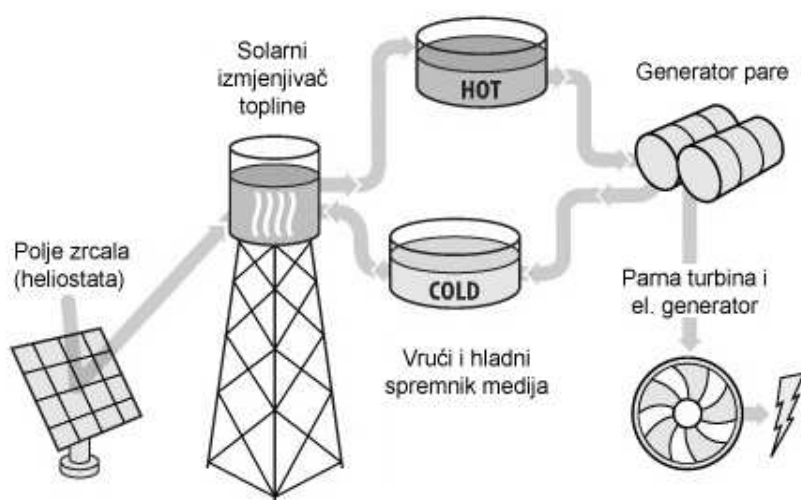 Solarni
izmjenjivač
topline
HOT
Generator pare
Polje zrcala
(heliostata)
COLD
Parna turbina i
el. generator
Vrući i hladni
spremnik medija